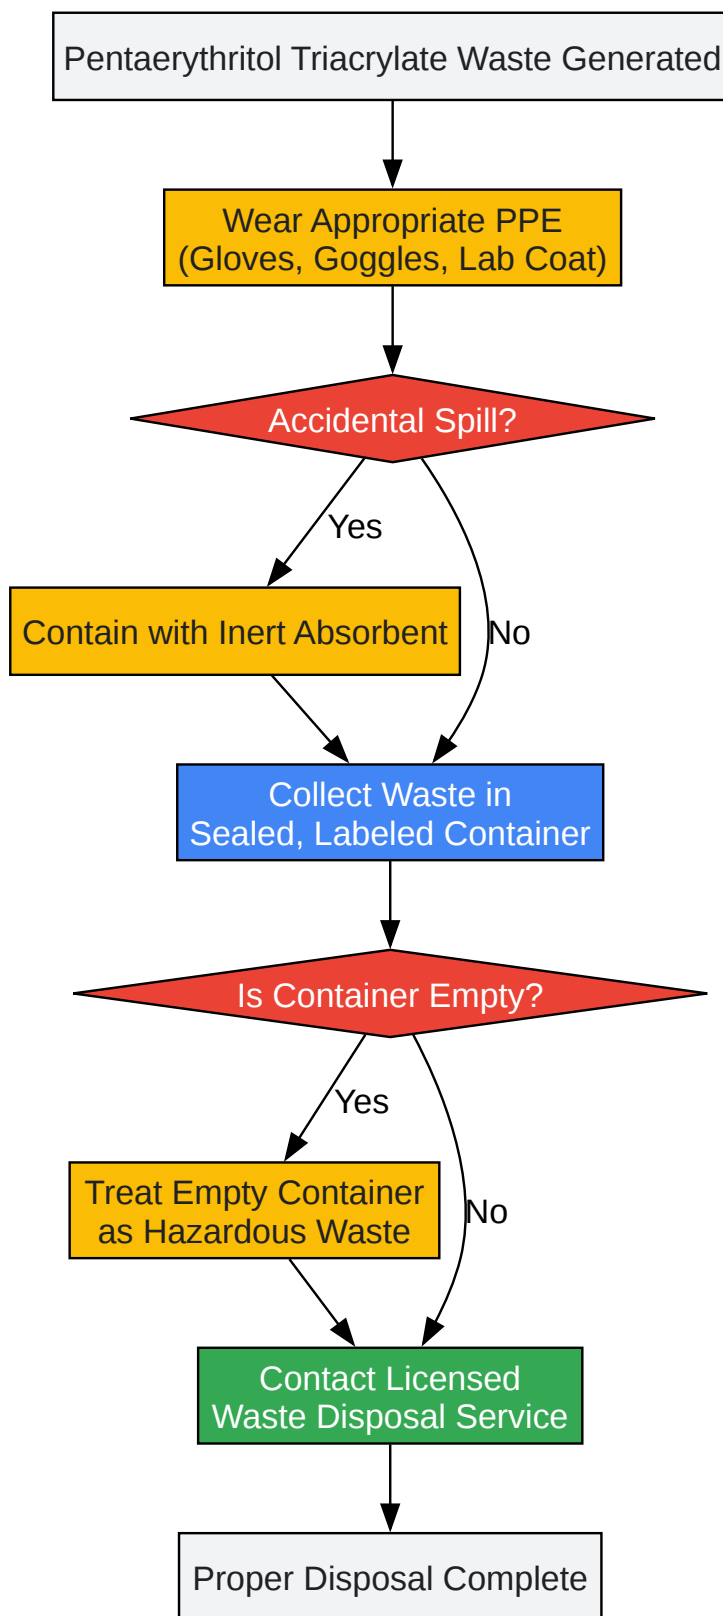 Pentaerythritol Triacrylate Waste Generated
Wear Appropriate PPE
(Gloves, Goggles, Lab Coat)
Accidental Spill?
Yes
Contain with Inert Absorbent
No
Collect Waste in
Sealed, Labeled Container
Is Container Empty?
Yes
Treat Empty Container
as Hazardous Waste
No
Contact Licensed
Waste Disposal Service
Proper Disposal Complete